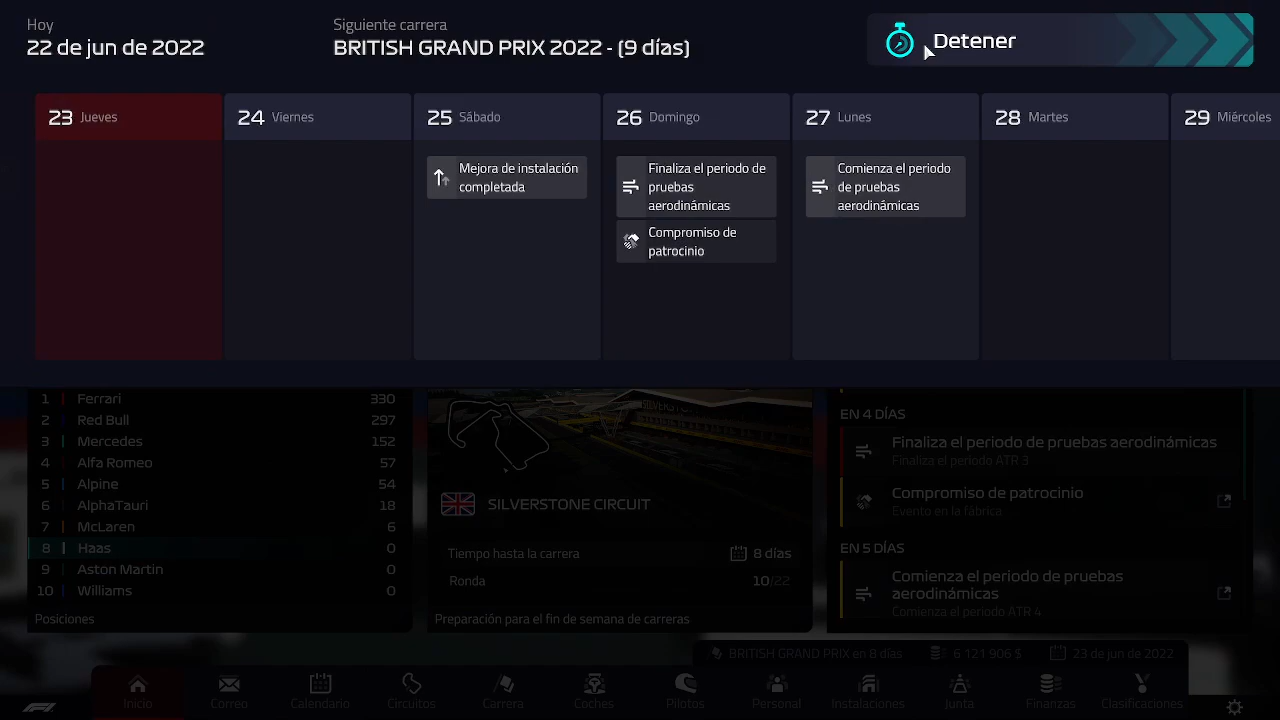 Hoy
22 de jun de 2022
Siguiente carrera
BRITISH GRAND PRIX 2022 - (9 días)
Detener
23 Jueves
24 Viernes
25 Sábado
26 Domingo
27 Lunes
28 Martes
29 Miércoles
Mejora de instalación
completada
Finaliza el periodo de
pruebas
aerodinámicas
Compromiso de
patrocinio
Comienza el periodo
de pruebas
aerodinámicas
1 Ferrari 330
2 Red Bull 297
3 Mercedes 152
4 Alfa Romeo 57
5 Alpine 54
6 AlphaTauri 18
7 McLaren 6
8 Haas 0
9 Aston Martin 0
10 Williams 0
Posiciones
SILVERSTONE CIRCUIT
Tiempo hasta la carrera 8 días
Ronda 10/22
Preparación para el fin de semana de carreras
EN 4 DÍAS
Finaliza el periodo de pruebas aerodinámicas
Finaliza el periodo ATR 3
Compromiso de patrocinio
Evento en la fábrica
EN 5 DÍAS
Comienza el periodo de pruebas
aerodinámicas
Comienza el periodo ATR 4
BRITISH GRAND PRIX en 8 días 6 121 906 $ 23 de jun de 2022
Inicio Correo Calendario Circuitos Carrera Coches Pilotos Personal Instalaciones Junta Finanzas Clasificaciones